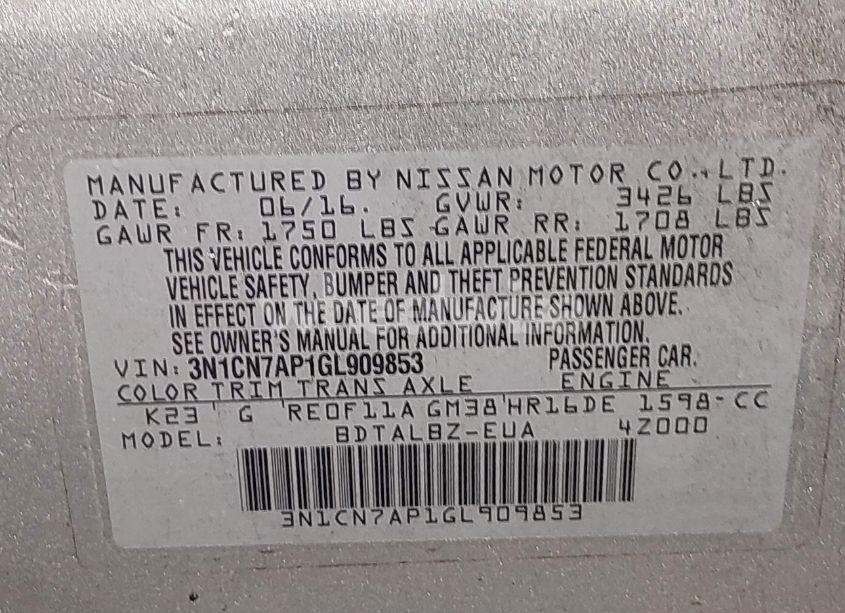 MANUFACTURED BY NISSAN MOTOR CO.,LTD.
DATE: 06/16. GVWR: 3426 LBS
GAWR FR: 1750 LBS GAWR RR: 1708 LBS
THIS VEHICLE CONFORMS TO ALL APPLICABLE FEDERAL MOTOR
VEHICLE SAFETY, BUMPER AND THEFT PREVENTION STANDARDS
IN EFFECT ON THE DATE OF MANUFACTURE SHOWN ABOVE.
SEE OWNER'S MANUAL FOR ADDITIONAL INFORMATION.
VIN: 3N1CN7AP1GL909853 PASSENGER CAR.
COLOR TRIM TRANS AXLE ENGINE
K23 G RE0F11A GM38 HR16DE 1598-CC
MODEL: BDTALBZ-EUA 4Z000
3N1CN7AP1GL909853